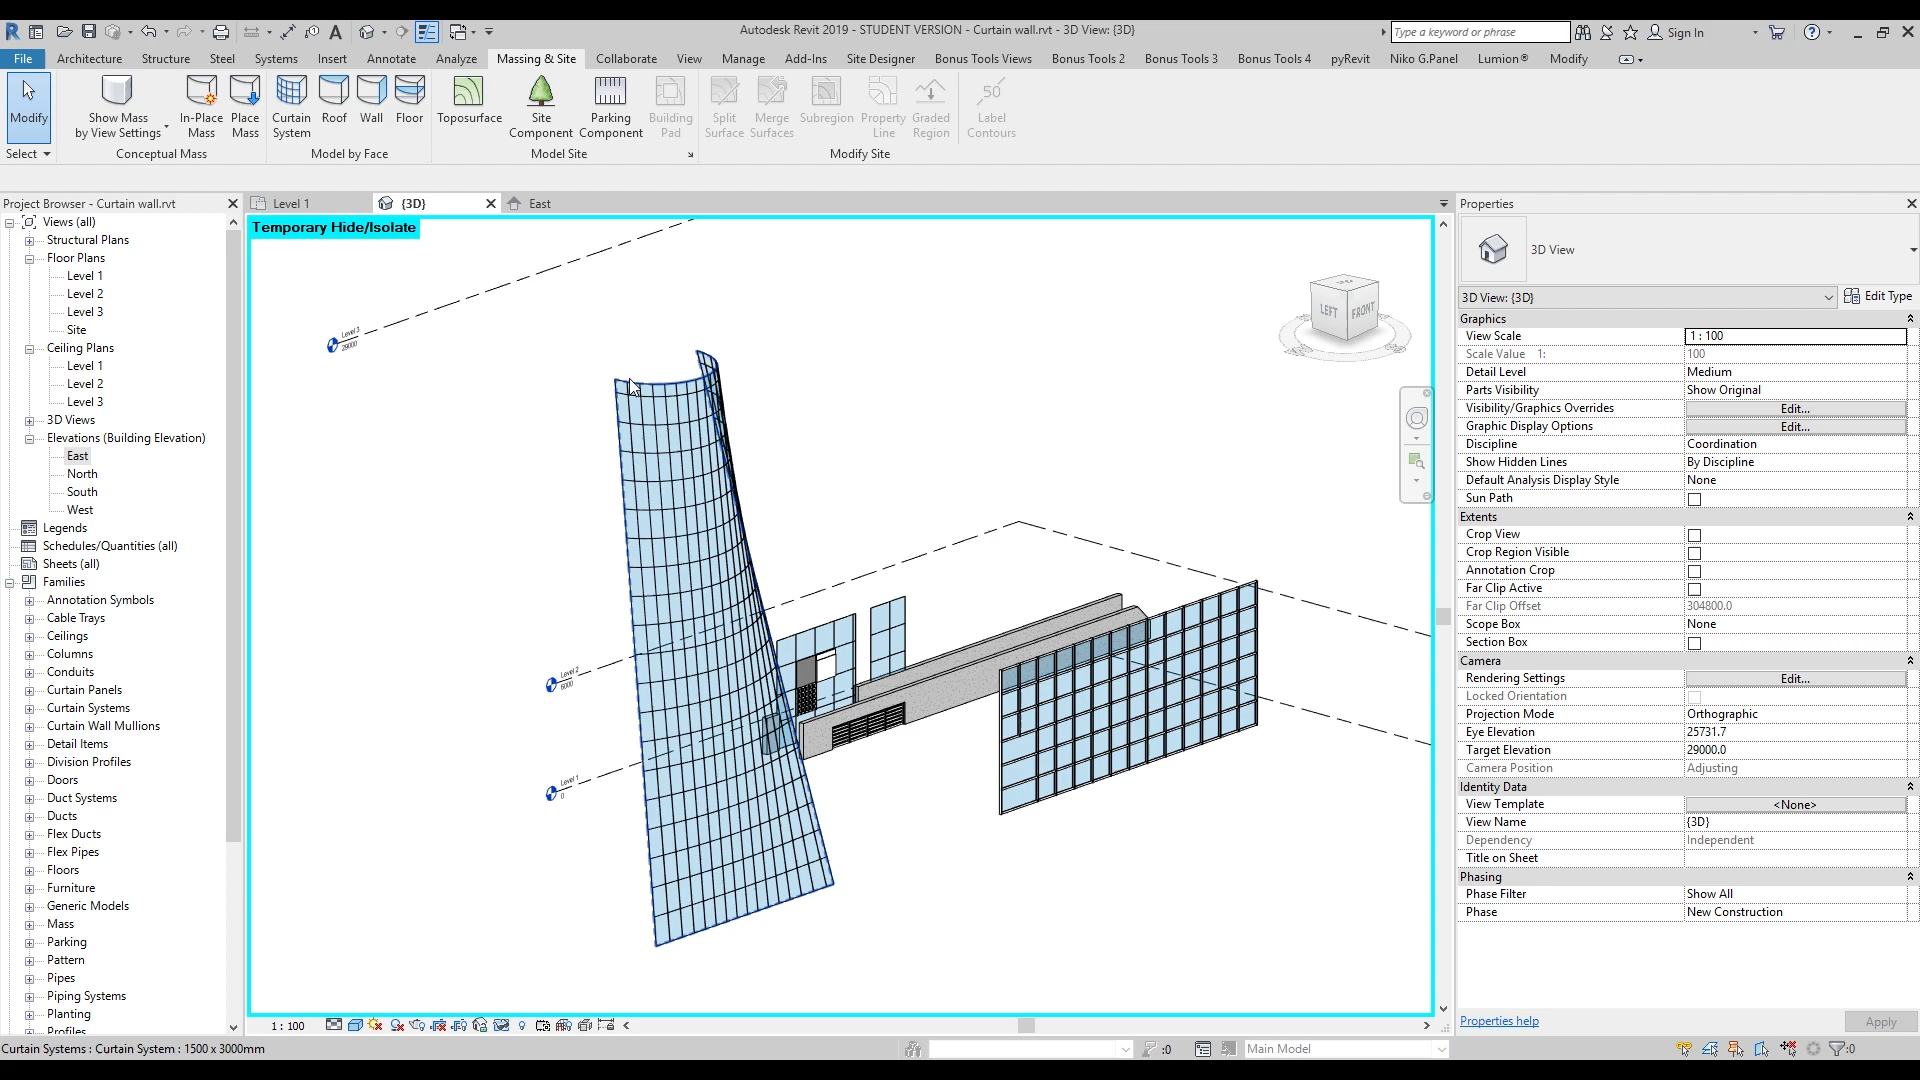 Autodesk Revit 2019 - STUDENT VERSION - Curtain wall.rvt - 3D View: {3D}
Type a keyword or phrase
Sign In
File Architecture Structure Steel Systems Insert Annotate Analyze Massing & Site Collaborate View Manage Add-Ins Site Designer Bonus Tools Views Bonus Tools 2 Bonus Tools 3 Bonus Tools 4 pyRevit Niko G.Panel Lumion® Modify
Modify
Show Mass
by View Settings
In-Place
Mass
Place
Mass
Curtain
System
Roof
Wall
Floor
Toposurface
Site
Component
Parking
Component
Building
Pad
Split
Surface
Merge
Surfaces
Subregion
Property
Line
Graded
Region
50
Label
Contours
Select
Conceptual Mass
Model by Face
Model Site
Modify Site
Project Browser - Curtain wall.rvt
Views (all)
Structural Plans
Floor Plans
Level 1
Level 2
Level 3
Site
Ceiling Plans
Level 1
Level 2
Level 3
3D Views
Elevations (Building Elevation)
East
North
South
West
Legends
Schedules/Quantities (all)
Sheets (all)
Families
Annotation Symbols
Cable Trays
Ceilings
Columns
Conduits
Curtain Panels
Curtain Systems
Curtain Wall Mullions
Detail Items
Division Profiles
Doors
Duct Systems
Ducts
Flex Ducts
Flex Pipes
Floors
Furniture
Generic Models
Mass
Parking
Pattern
Pipes
Piping Systems
Planting
Profiles
Level 1
{3D}
East
Temporary Hide/Isolate
Level 3
29000
LEFT
FRONT
Level 2
6000
Level 1
0
1 : 100
Properties
3D View
3D View: {3D}
Edit Type
Graphics
View Scale 1 : 100
Scale Value 1: 100
Detail Level Medium
Parts Visibility Show Original
Visibility/Graphics Overrides Edit...
Graphic Display Options Edit...
Discipline Coordination
Show Hidden Lines By Discipline
Default Analysis Display Style None
Sun Path
Extents
Crop View
Crop Region Visible
Annotation Crop
Far Clip Active
Far Clip Offset 304800.0
Scope Box None
Section Box
Camera
Rendering Settings Edit...
Locked Orientation
Projection Mode Orthographic
Eye Elevation 25731.7
Target Elevation 29000.0
Camera Position Adjusting
Identity Data
View Template <None>
View Name {3D}
Dependency Independent
Title on Sheet
Phasing
Phase Filter Show All
Phase New Construction
Properties help
Apply
Curtain Systems : Curtain System : 1500 x 3000mm
:0
Main Model
:0